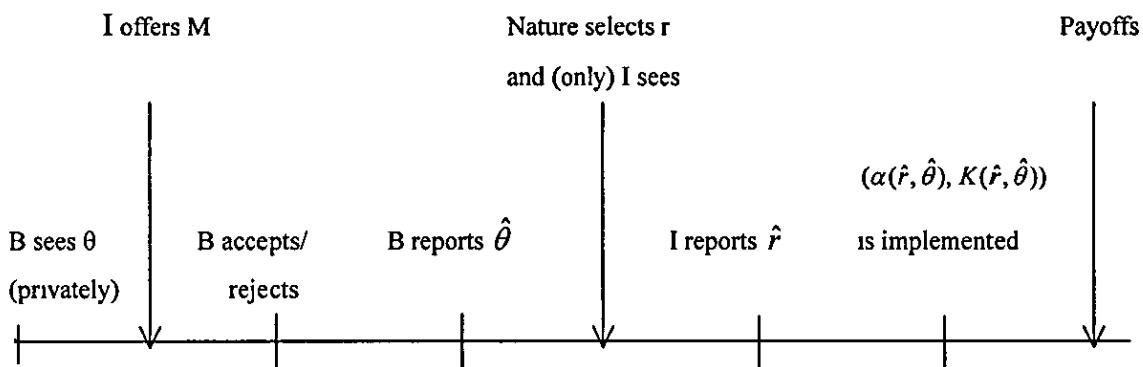 I offers M
Nature selects r
and (only) I sees
Payoffs
(α(r̂, θ̂), K(r̂, θ̂))
B sees θ
(privately)
B accepts/
rejects
B reports θ̂
I reports r̂
is implemented